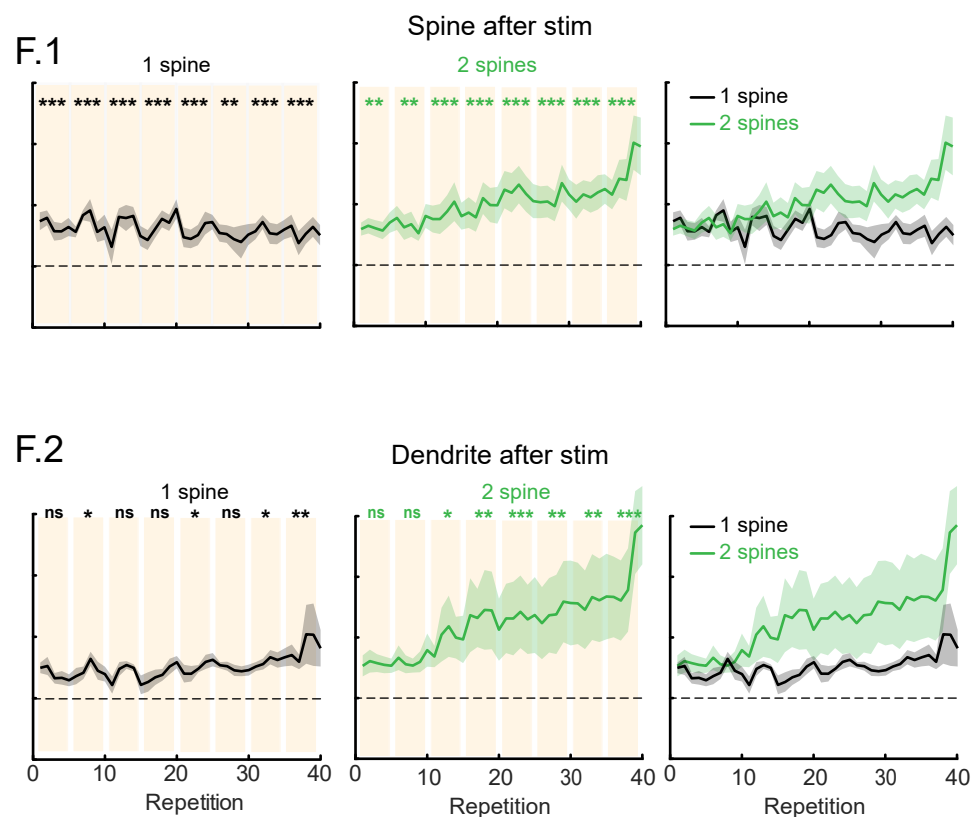 F.1
Spine after stim
1 spine
2 spines
*** *** *** *** *** ** *** ***
** ** *** *** *** *** *** ***
1 spine
2 spines
F.2
Dendrite after stim
1 spine
2 spine
ns * ns ns * ns * **
ns ns * ** *** ** ** ***
1 spine
2 spines
0 10 20 30 40
0 10 20 30 40
0 10 20 30 40
Repetition
Repetition
Repetition